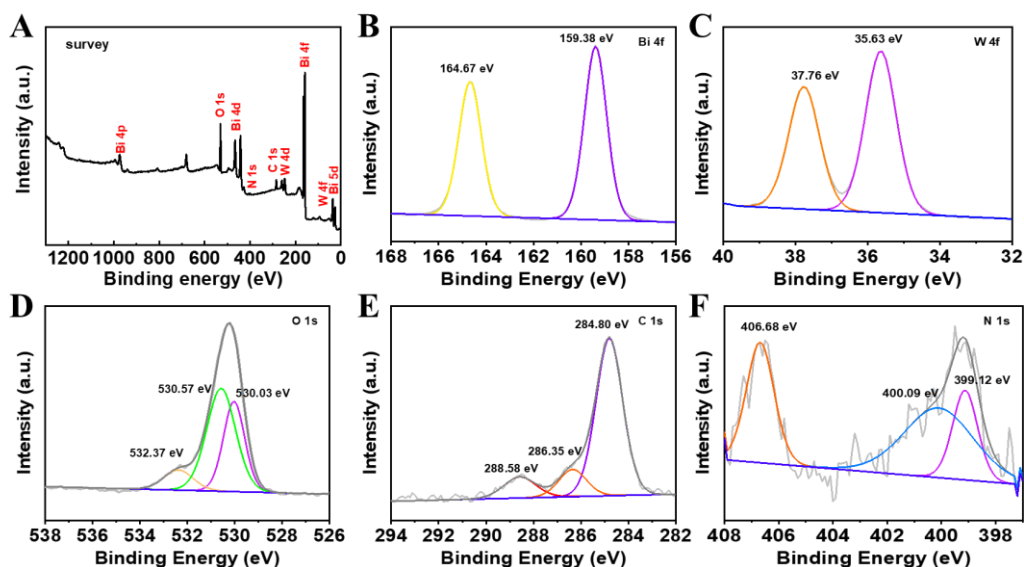 A
survey
Intensity (a.u.)
Bi 4p
O 1s
Bi 4d
N 1s
C 1s
W 4d
Bi 4f
W 4f
Bi 5d
1200 1000 800 600 400 200 0
Binding energy (eV)
B
Bi 4f
Intensity (a.u.)
164.67 eV
159.38 eV
168 166 164 162 160 158 156
Binding Energy (eV)
C
W 4f
Intensity (a.u.)
37.76 eV
35.63 eV
40 38 36 34 32
Binding Energy (eV)
D
O 1s
Intensity (a.u.)
530.57 eV
530.03 eV
532.37 eV
538 536 534 532 530 528 526
Binding Energy (eV)
E
C 1s
Intensity (a.u.)
284.80 eV
286.35 eV
288.58 eV
294 292 290 288 286 284 282
Binding Energy (eV)
F
N 1s
Intensity (a.u.)
406.68 eV
400.09 eV
399.12 eV
408 406 404 402 400 398
Binding Energy (eV)